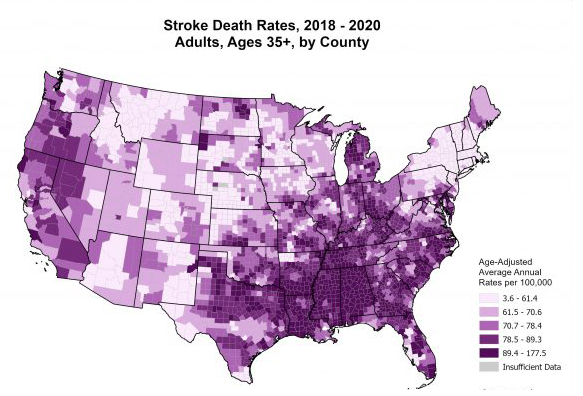 Stroke Death Rates, 2018 - 2020
Adults, Ages 35+, by County
Age-Adjusted
Average Annual
Rates per 100,000
3.6 - 61.4
61.5 - 70.6
70.7 - 78.4
78.5 - 89.3
89.4 - 177.5
Insufficient Data